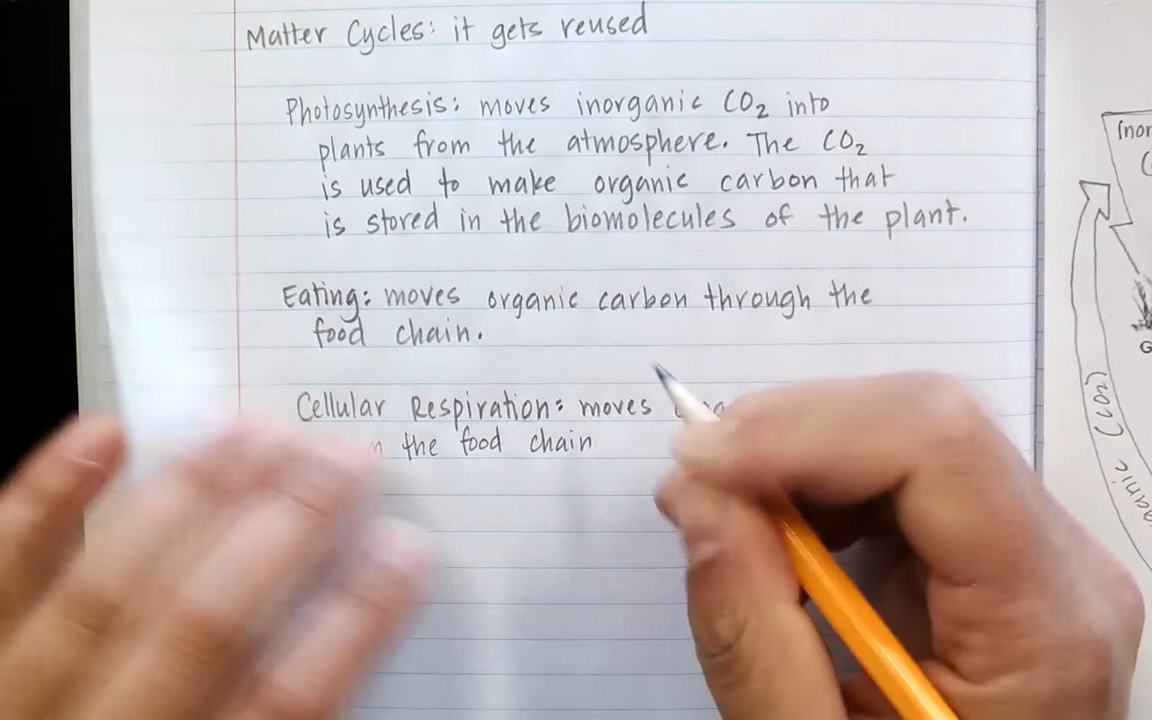 Matter Cycles: it gets reused
Photosynthesis: moves inorganic CO₂ into
plants from the atmosphere. The CO₂
is used to make organic carbon that
is stored in the biomolecules of the plant.
Eating: moves organic carbon through the
food chain.
Cellular Respiration: moves
the food chain
(CO₂)
G